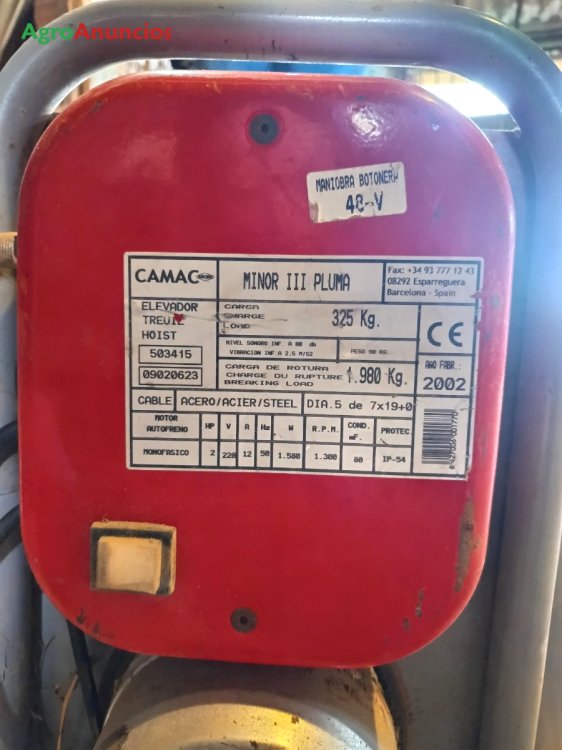 AgroAnuncios
MANIOBRA BOTONERA
48-V
CAMAC
MINOR III PLUMA
Fax: +34 93 777 12 43
08292 Esparreguera
Barcelona - Spain
ELEVADOR
TREUIL
HOIST
503415
09020623
CARGA
CHARGE
LOAD
325 Kg.
NIVEL SONORO INF. A 80 db
VIBRACION INF. A 2.5 M/S2
PESO 90 KG.
CARGA DE ROTURA
CHARGE DU RUPTURE
BREAKING LOAD
1.980 Kg.
CE
AÑO FABR.:
2002
CABLE ACERO/ACIER/STEEL DIA.5 de 7x19+0
MOTOR
AUTOFRENO
HP V A Hz W R.P.M. COND.
mF. PROTEC.
MONOFASICO 2 220 12 50 1.500 1.300 80 IP-54